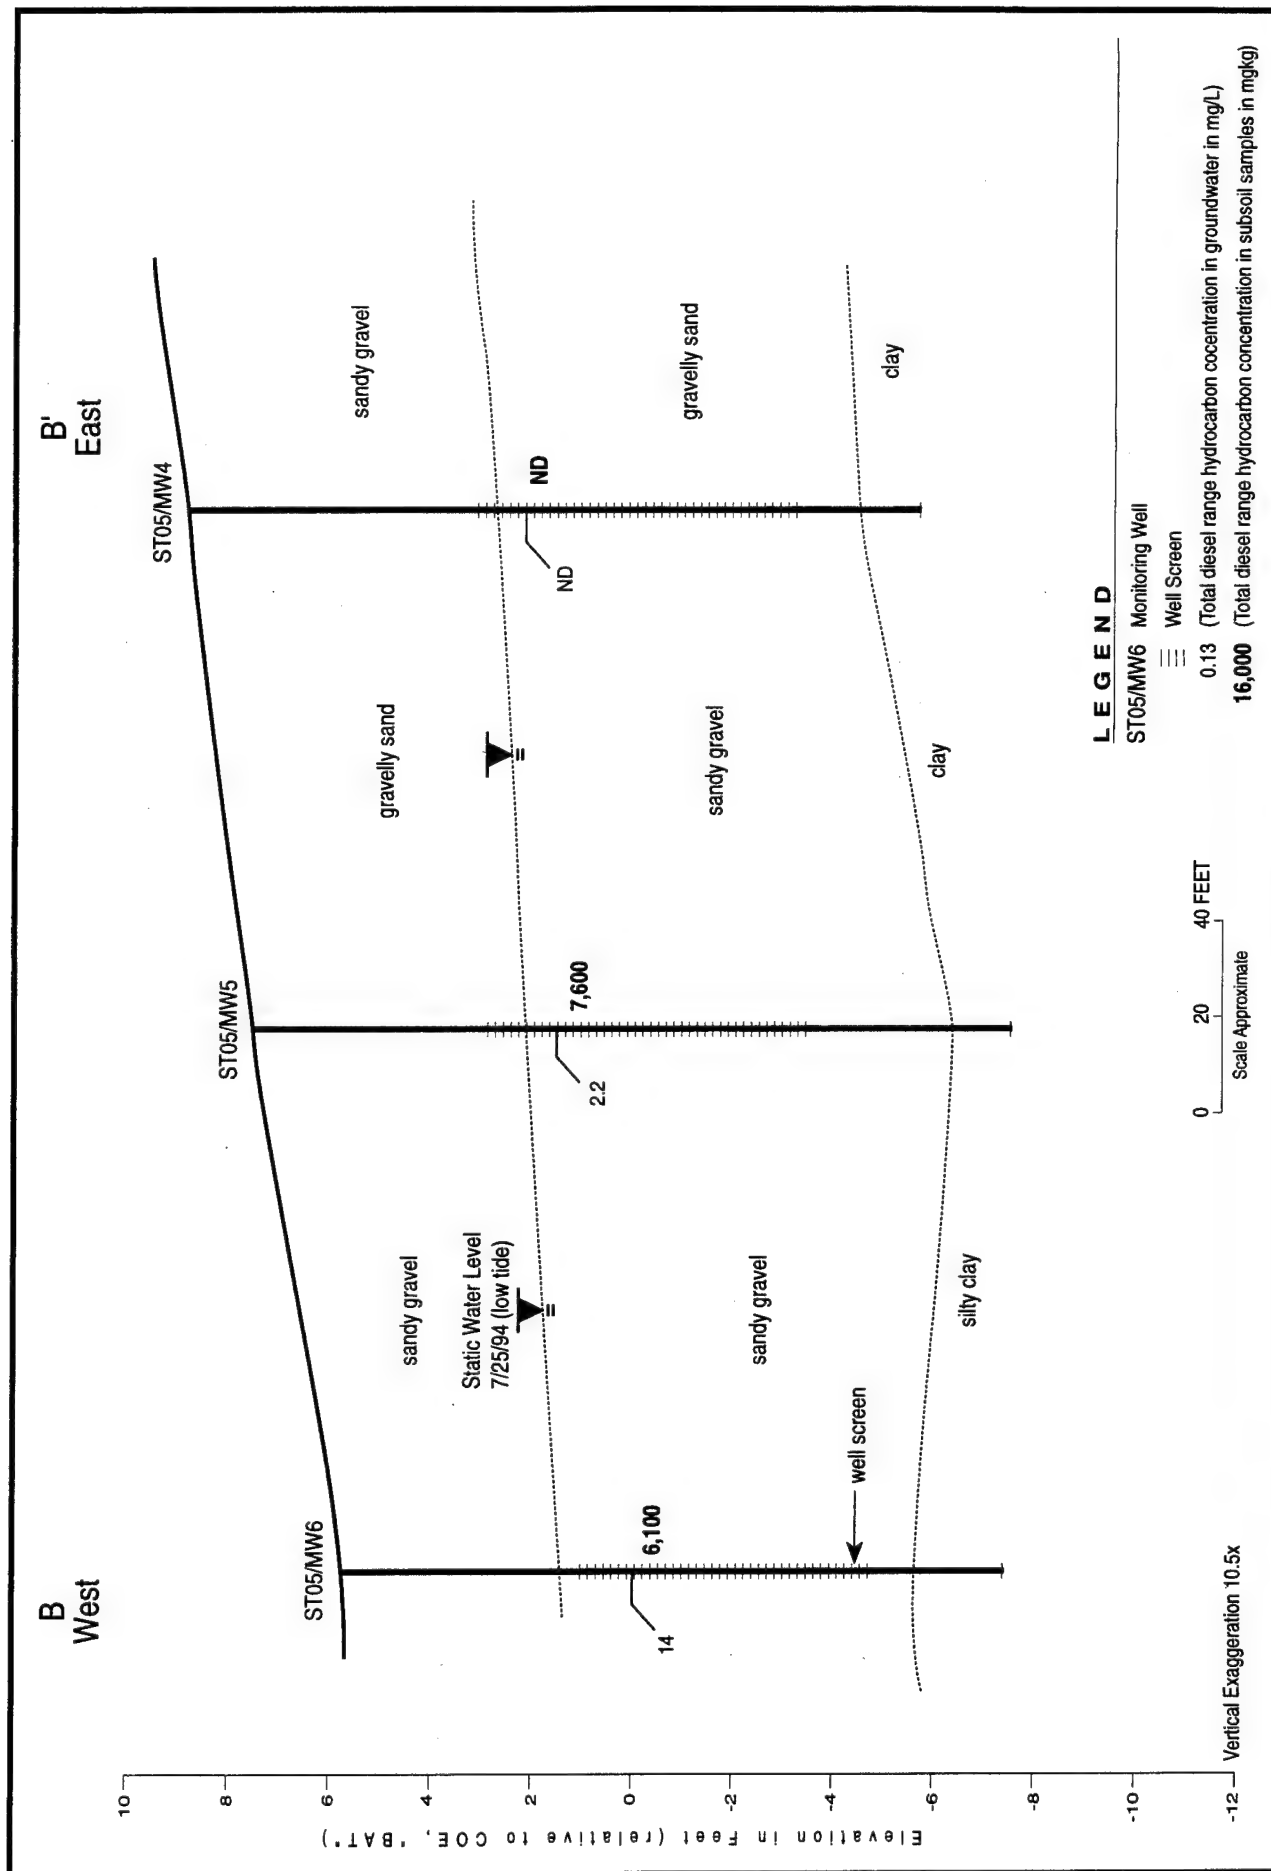 B
West
B'
East
ST05/MW6
ST05/MW5
ST05/MW4
sandy gravel
gravelly sand
sandy gravel
Static Water Level
7/25/94 (low tide)
6,100
14
7,600
2.2
ND
ND
sandy gravel
sandy gravel
gravelly sand
well screen
silty clay
clay
clay
10
8
6
4
2
0
-2
-4
-6
-8
-10
-12
Elevation in Feet (relative to COE, "BAT")
Vertical Exaggeration 10.5x
0 20 40 FEET
Scale Approximate
LEGEND
ST05/MW6 Monitoring Well
Well Screen
0.13 (Total diesel range hydrocarbon cocentration in groundwater in mg/L)
16,000 (Total diesel range hydrocarbon concentration in subsoil samples in mgkg)